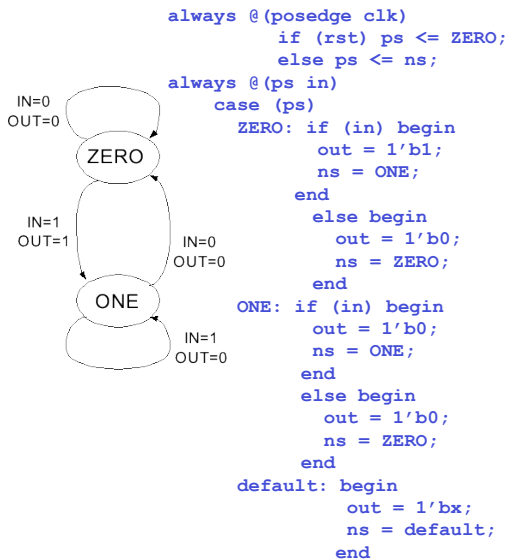 always @(posedge clk)
if (rst) ps <= ZERO;
else ps <= ns;
always @(ps in)
case (ps)
ZERO: if (in) begin
out = 1’b1;
ns = ONE;
end
else begin
out = 1’b0;
ns = ZERO;
end
ONE: if (in) begin
out = 1’b0;
ns = ONE;
end
else begin
out = 1’b0;
ns = ZERO;
end
default: begin
out = 1’bx;
ns = default;
end
IN=0
OUT=0
ZERO
IN=1
OUT=1
IN=0
OUT=0
ONE
IN=1
OUT=0